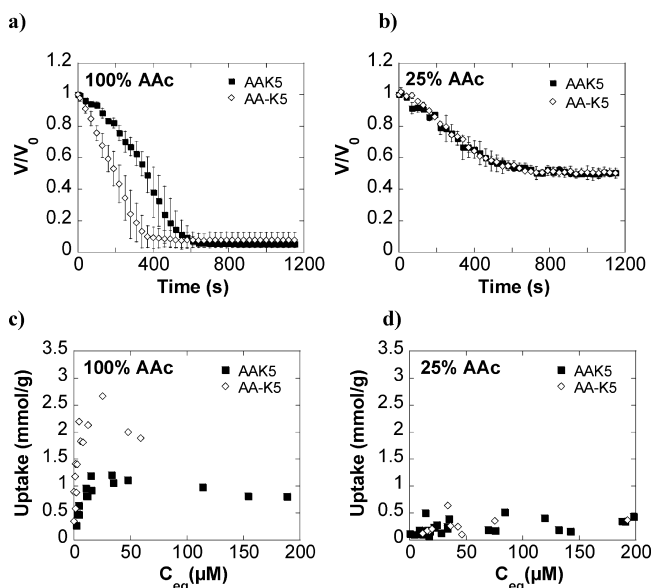 a)
1.2
1
0.8
0.6
0.4
0.2
0
V/V0
100% AAc
AAK5
AA-K5
0 400 800 1200
Time (s)
b)
1.2
1
0.8
0.6
0.4
0.2
0
V/V0
25% AAc
AAK5
AA-K5
0 400 800 1200
Time (s)
c)
3.5
3
2.5
2
1.5
1
0.5
0
Uptake (mmol/g)
100% AAc
AAK5
AA-K5
0 50 100 150 200
Ceq(µM)
d)
3.5
3
2.5
2
1.5
1
0.5
0
Uptake (mmol/g)
25% AAc
AAK5
AA-K5
0 50 100 150 200
Ceq(µM)